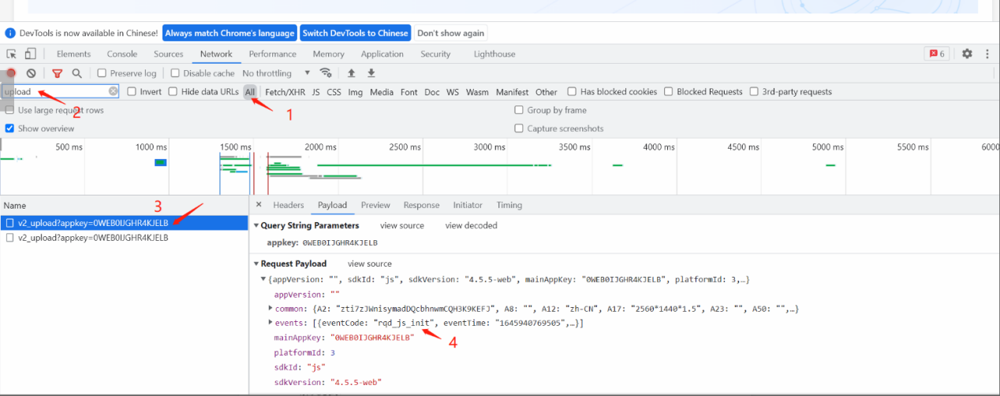 DevTools is now available in Chinese! Always match Chrome's language Switch DevTools to Chinese Don't show again
Elements Console Sources Network Performance Memory Application Security Lighthouse 6
Preserve log Disable cache No throttling
upload Invert Hide data URLs All Fetch/XHR JS CSS Img Media Font Doc WS Wasm Manifest Other Has blocked cookies Blocked Requests 3rd-party requests
2 1
Use large request rows Group by frame
Show overview Capture screenshots
500 ms 1000 ms 1500 ms 2000 ms 2500 ms 3000 ms 3500 ms 4000 ms 4500 ms 5000 ms 5500 ms 6000
Name Headers Payload Preview Response Initiator Timing
3
v2_upload?appkey=0WEB0IJGHR4KJELB
v2_upload?appkey=0WEB0IJGHR4KJELB
Query String Parameters view source view decoded
appkey: 0WEB0IJGHR4KJELB
Request Payload view source
{appVersion: "", sdkId: "js", sdkVersion: "4.5.5-web", mainAppKey: "0WEB0IJGHR4KJELB", platformId: 3,…}
appVersion: ""
common: {A2: "zti7zJWnisymadDQcbhnwmCQH3K9KEFJ", A8: "", A12: "zh-CN", A17: "2560*1440*1.5", A23: "", A50: "",…}
events: [{eventCode: "rqd_js_init", eventTime: "1645940769505",…}]
4
mainAppKey: "0WEB0IJGHR4KJELB"
platformId: 3
sdkId: "js"
sdkVersion: "4.5.5-web"